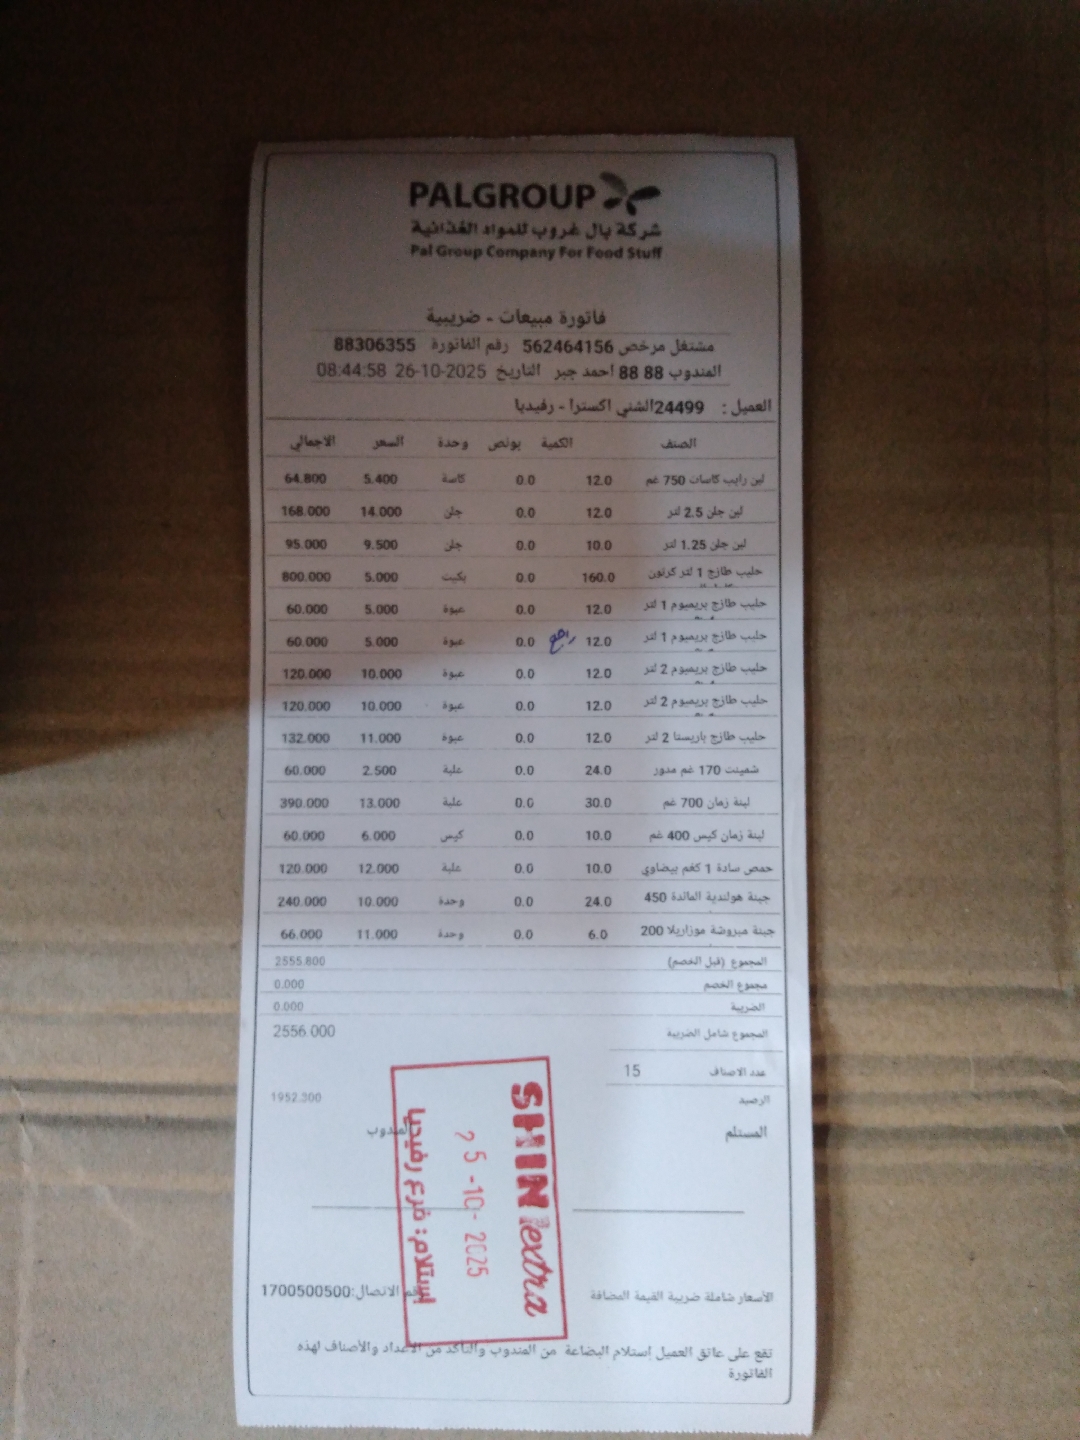 PALGROUP
شركة بال غروب للمواد الغذائية
Pal Group Company For Food Stuff
فاتورة مبيعات - ضريبية
مشتغل مرخص 562464156 رقم الفاتورة 88306355
المندوب 88 88 احمد جبر التاريخ 26-10-2025 08:44:58
العميل : 24499الشني اكسترا - رفيديا
الصنف الكمية بونص وحدة السعر الاجمالي
لبن رايب كاسات 750 غم 12.0 0.0 كاسة 5.400 64.800
لبن جلن 2.5 لتر 12.0 0.0 جلن 14.000 168.000
لبن جلن 1.25 لتر 10.0 0.0 جلن 9.500 95.000
حليب طازج 1 لتر كرتون 160.0 0.0 بكيت 5.000 800.000
حليب طازج بريميوم 1 لتر 12.0 0.0 عبوة 5.000 60.000
حليب طازج بريميوم 1 لتر 12.0 راجع 0.0 عبوة 5.000 60.000
حليب طازج بريميوم 2 لتر 12.0 0.0 عبوة 10.000 120.000
حليب طازج بريميوم 2 لتر 12.0 0.0 عبوة 10.000 120.000
حليب طازج باريستا 2 لتر 12.0 0.0 عبوة 11.000 132.000
شمينت 170 غم مدور 24.0 0.0 علبة 2.500 60.000
لبنة زمان 700 غم 30.0 0.0 علبة 13.000 390.000
لبنة زمان كيس 400 غم 10.0 0.0 كيس 6.000 60.000
حمص سادة 1 كغم بيضاوي 10.0 0.0 علبة 12.000 120.000
جبنة هولندية المائدة 450 24.0 0.0 وحدة 10.000 240.000
جبنة مبروشة موزاريلا 200 6.0 0.0 وحدة 11.000 66.000
المجموع (قبل الخصم) 2555.800
مجموع الخصم 0.000
الضريبة 0.000
المجموع شامل الضريبة 2556.000
عدد الاصناف 15
الرصيد 1952.300
المستلم المندوب
SHINI extra
25-10-2025
إستلام : فرع رفيديا
الأسعار شاملة ضريبة القيمة المضافة رقم الاتصال:1700500500
تقع على عاتق العميل إستلام البضاعة من المندوب والتأكد من الأعداد والأصناف لهذه
الفاتورة